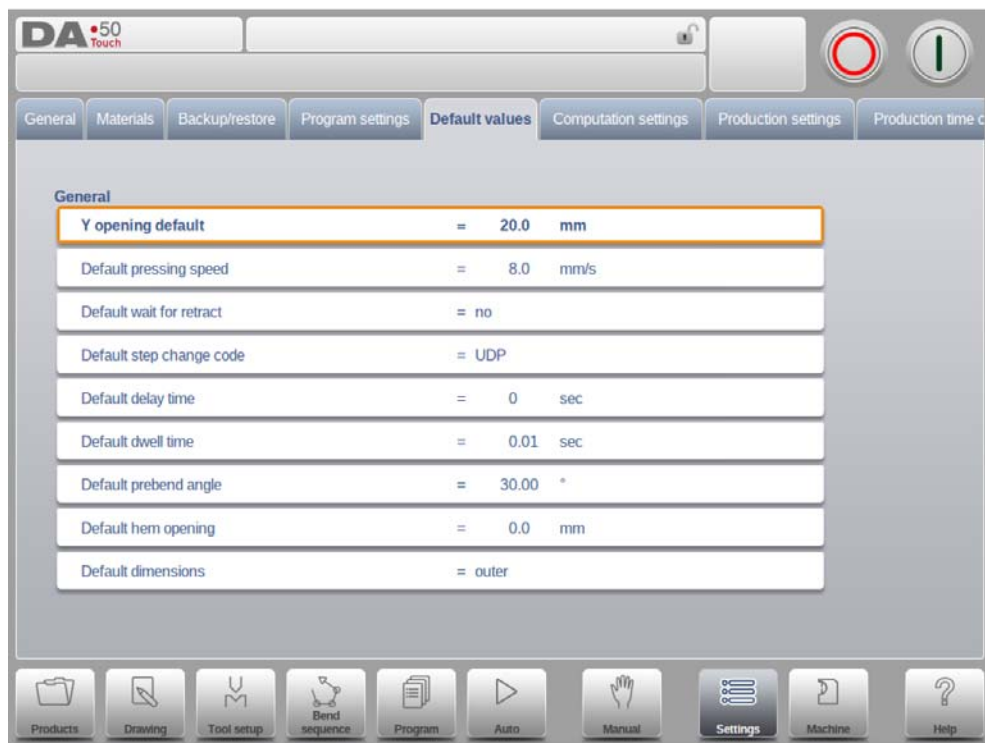 DA•50
Touch
General Materials Backup/restore Program settings Default values Computation settings Production settings Production time c
General
Y opening default = 20.0 mm
Default pressing speed = 8.0 mm/s
Default wait for retract = no
Default step change code = UDP
Default delay time = 0 sec
Default dwell time = 0.01 sec
Default prebend angle = 30.00 °
Default hem opening = 0.0 mm
Default dimensions = outer
Products Drawing Tool setup Bend sequence Program Auto Manual Settings Machine Help